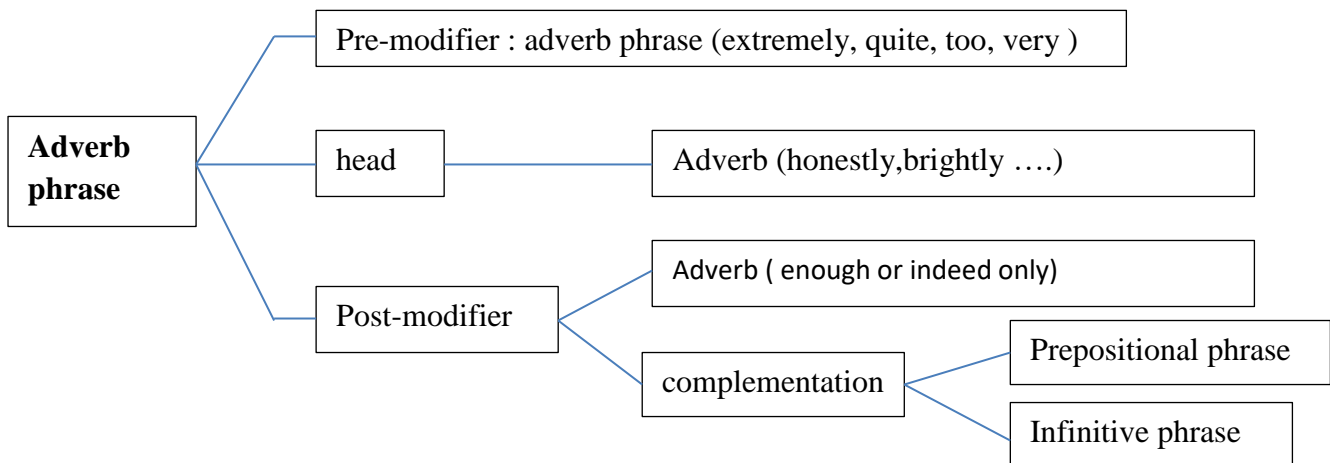 Pre-modifier : adverb phrase (extremely, quite, too, very )
Adverb
phrase
head
Adverb (honestly,brightly ….)
Post-modifier
Adverb ( enough or indeed only)
complementation
Prepositional phrase
Infinitive phrase